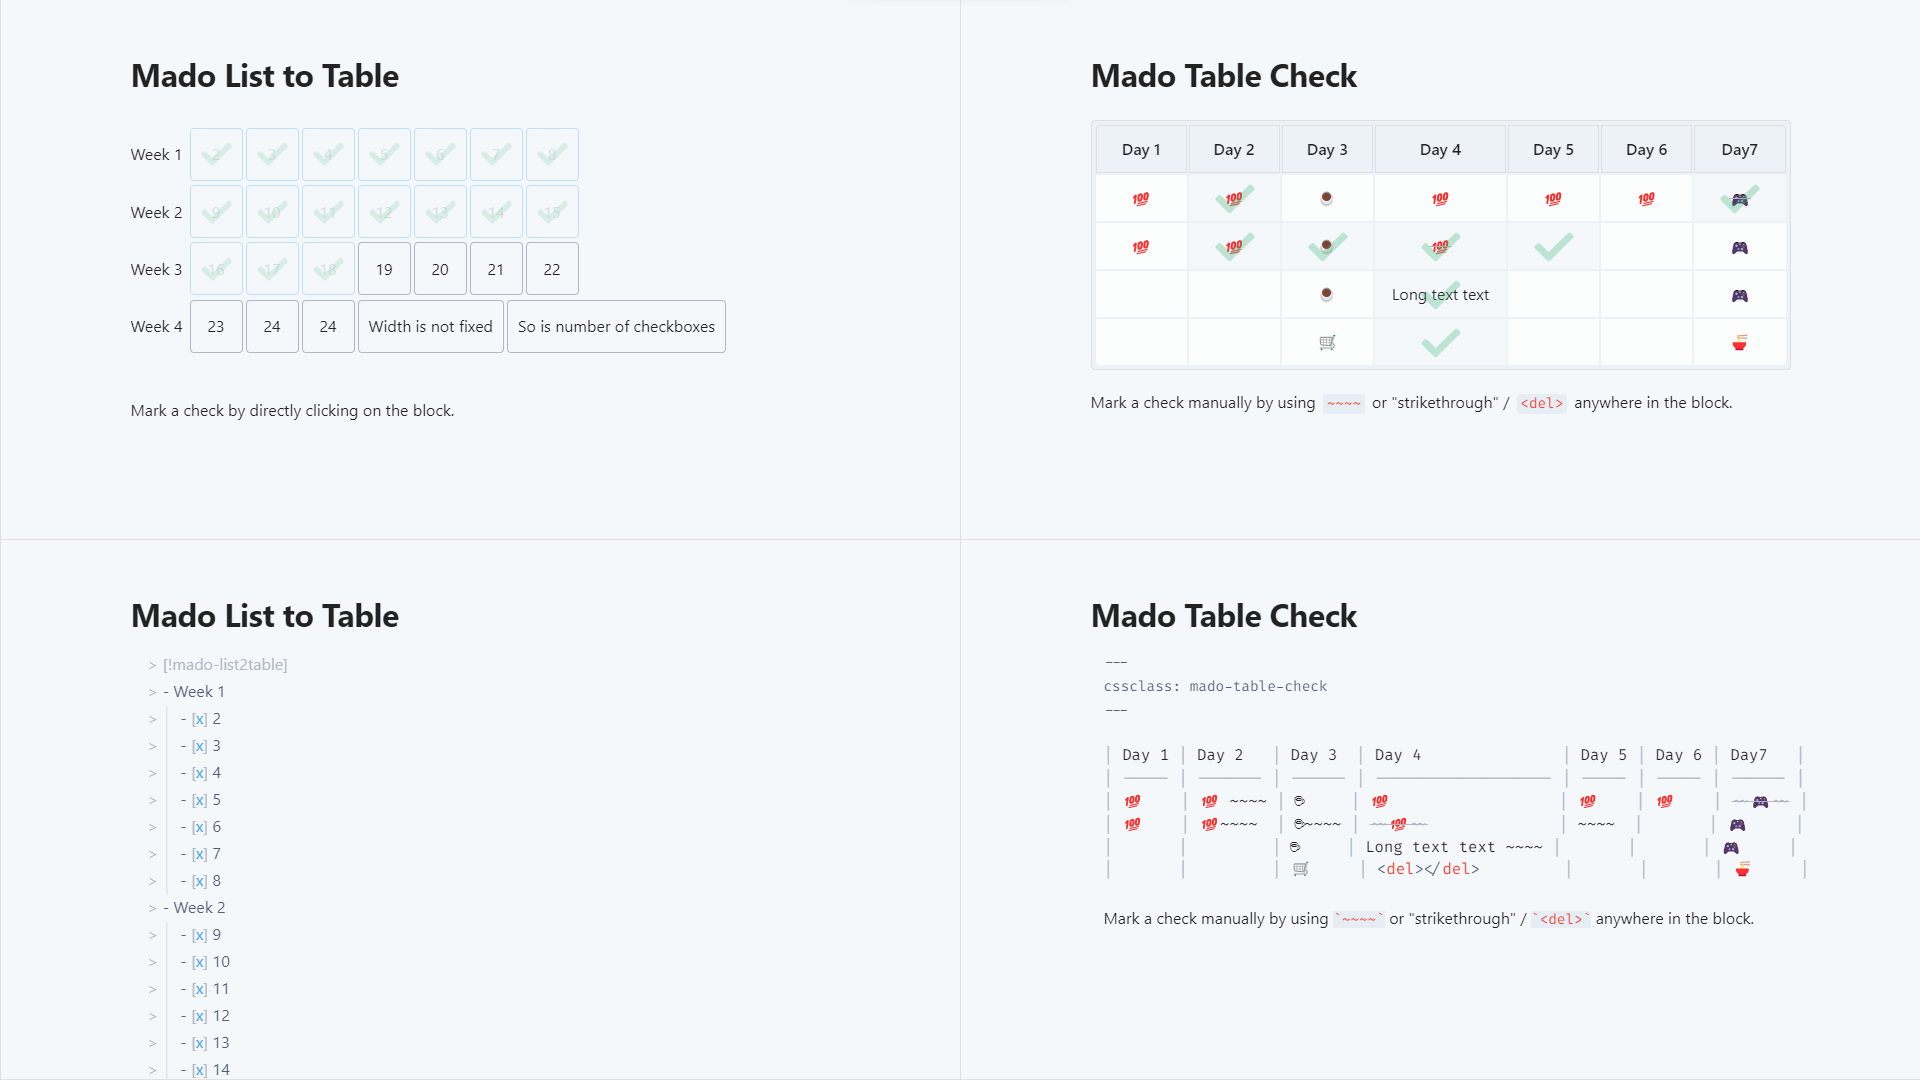 Mado List to Table
Week 1 2 3 4 5 6 7 8
Week 2 9 10 11 12 13 14 15
Week 3 16 17 18 19 20 21 22
Week 4 23 24 24 Width is not fixed So is number of checkboxes
Mark a check by directly clicking on the block.
Mado Table Check
Day 1 Day 2 Day 3 Day 4 Day 5 Day 6 Day7
💯 💯 ☕ 💯 💯 💯 🎮
💯 💯 ☕ 💯 🎮
☕ Long text text 🎮
🛒 🍜
Mark a check manually by using ~~~~ or "strikethrough" / <del> anywhere in the block.
Mado List to Table
> [!mado-list2table]
> - Week 1
> - [x] 2
> - [x] 3
> - [x] 4
> - [x] 5
> - [x] 6
> - [x] 7
> - [x] 8
> - Week 2
> - [x] 9
> - [x] 10
> - [x] 11
> - [x] 12
> - [x] 13
> - [x] 14
Mado Table Check
---
cssclass: mado-table-check
---
| Day 1 | Day 2 | Day 3 | Day 4 | Day 5 | Day 6 | Day7 |
| ----- | ------- | ------ | -------------------- | ----- | ----- | ------ |
| 💯 | 💯 ~~~~ | ☕ | 💯 | 💯 | 💯 | ~~🎮~~ |
| 💯 | 💯~~~~ | ☕~~~~ | ~~💯~~ | ~~~~ | | 🎮 |
| | | ☕ | Long text text ~~~~ | | | 🎮 |
| | | 🛒 | <del></del> | | | 🍜 |
Mark a check manually by using `~~~~` or "strikethrough" / `<del>` anywhere in the block.